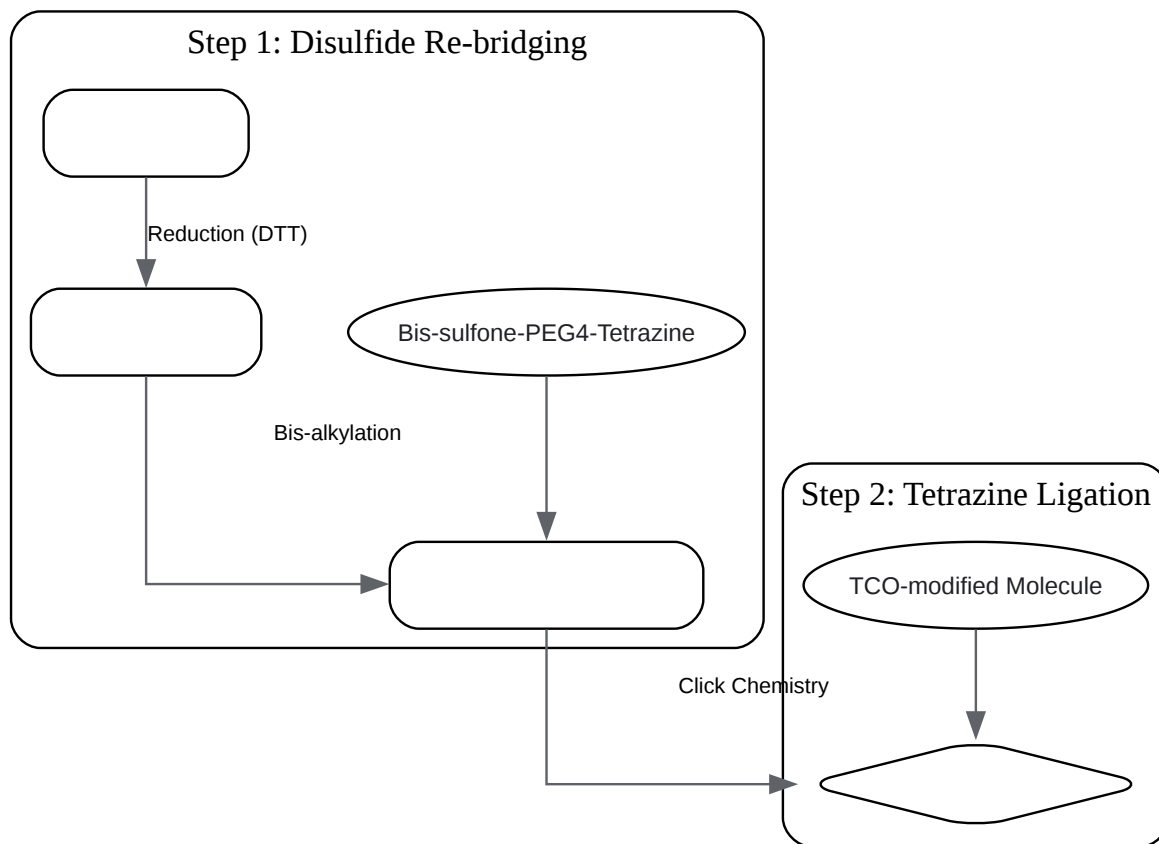 Step 1: Disulfide Re-bridging
Reduction (DTT)
Bis-sulfone-PEG4-Tetrazine
Bis-alkylation
Step 2: Tetrazine Ligation
TCO-modified Molecule
Click Chemistry